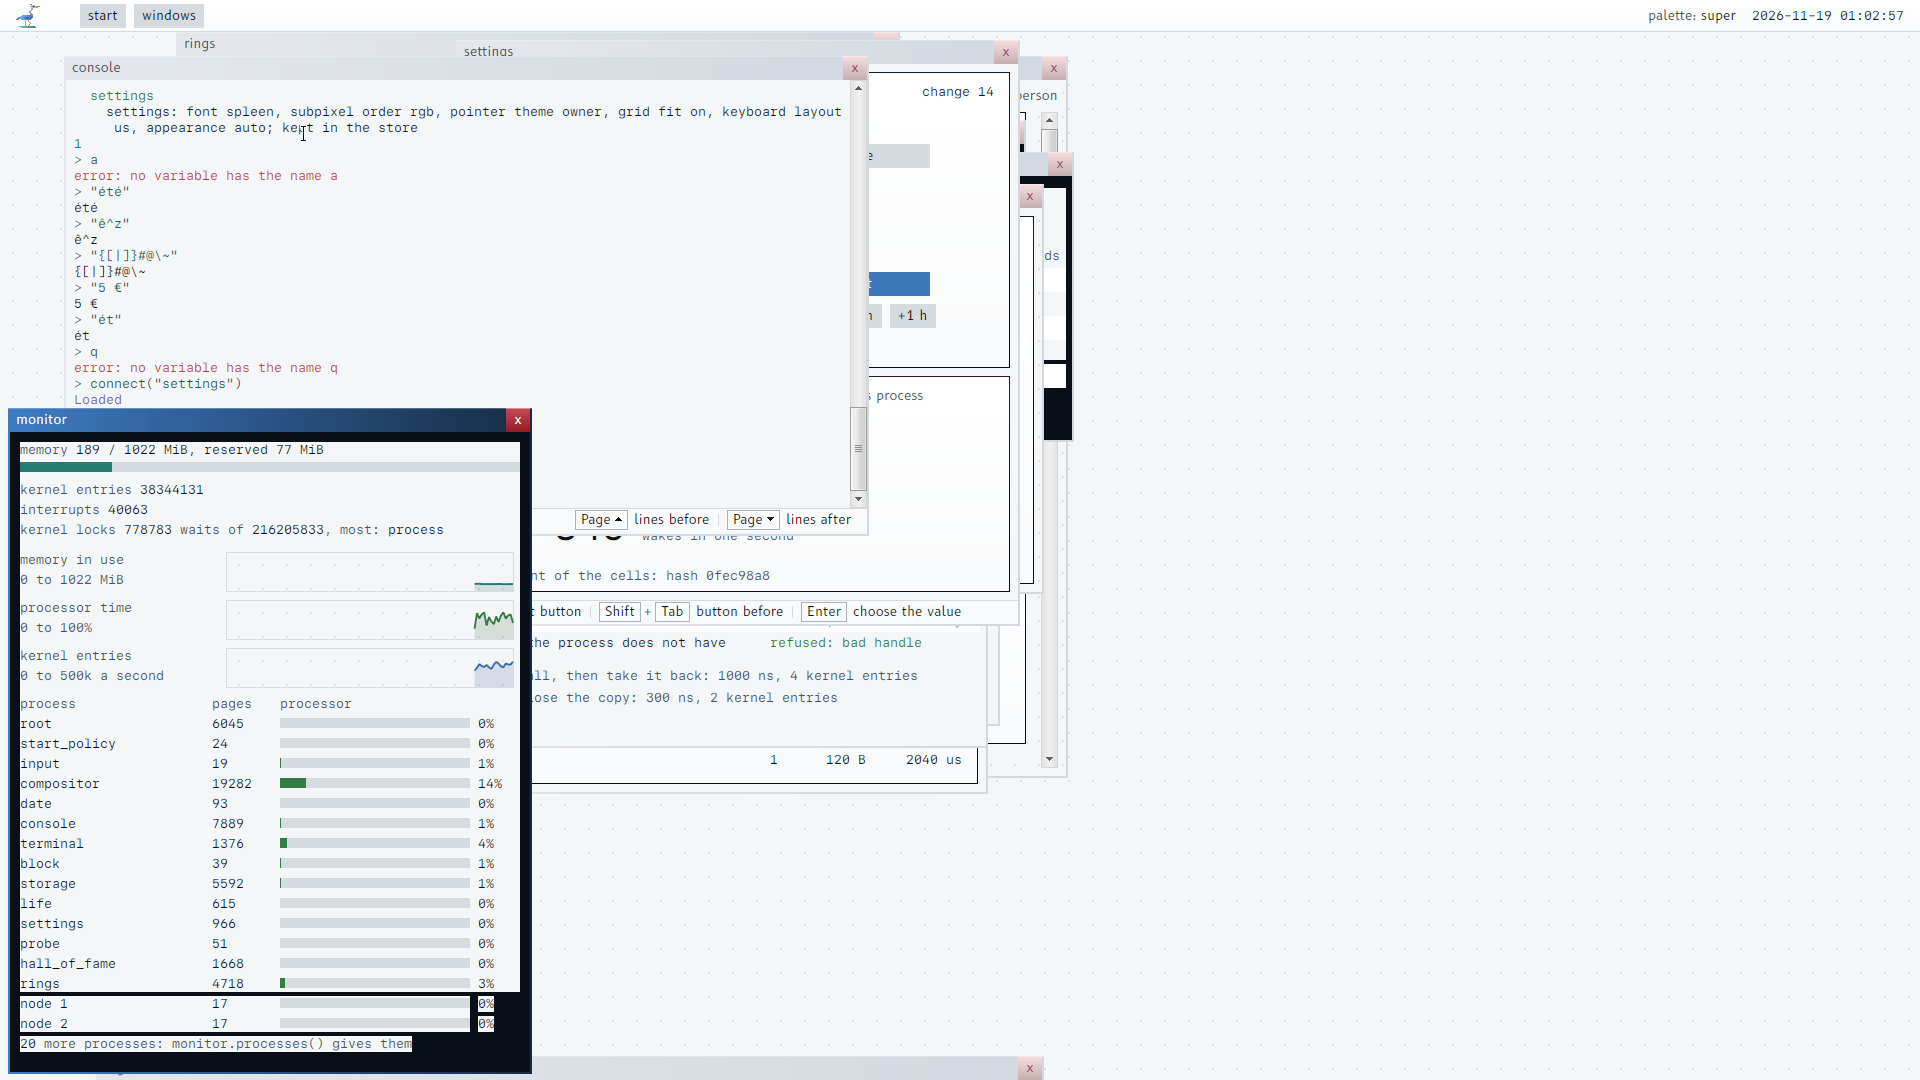 start windows palette: super 2026-11-19 01:02:57
rings
settings x
console x x
settings
settings: font spleen, subpixel order rgb, pointer theme owner, grid fit on, keyboard layout
us, appearance auto; kept in the store
change 14
1
> a
error: no variable has the name a
> "été"
été
> "ê^z"
ê^z
> "{[|]}#@\~"
{[|]}#@\~
> "5 €"
5 €
> "ét"
ét
> q
error: no variable has the name q
> connect("settings")
Loaded
x
x
+1 h
process
Page lines before Page lines after
wakes in one second
of the cells: hash 0fec98a8
button Shift + Tab button before Enter choose the value
the process does not have refused: bad handle
then take it back: 1000 ns, 4 kernel entries
the copy: 300 ns, 2 kernel entries
1 120 B 2040 us
monitor x
memory 189 / 1022 MiB, reserved 77 MiB
kernel entries 38344131
interrupts 40063
kernel locks 778783 waits of 216205833, most: process
memory in use
0 to 1022 MiB
processor time
0 to 100%
kernel entries
0 to 500k a second
process pages processor
root 6045 0%
start_policy 24 0%
input 19 1%
compositor 19282 14%
date 93 0%
console 7889 1%
terminal 1376 4%
block 39 1%
storage 5592 1%
life 615 0%
settings 966 0%
probe 51 0%
hall_of_fame 1668 0%
rings 4718 3%
node 1 17 0%
node 2 17 0%
20 more processes: monitor.processes() gives them
x